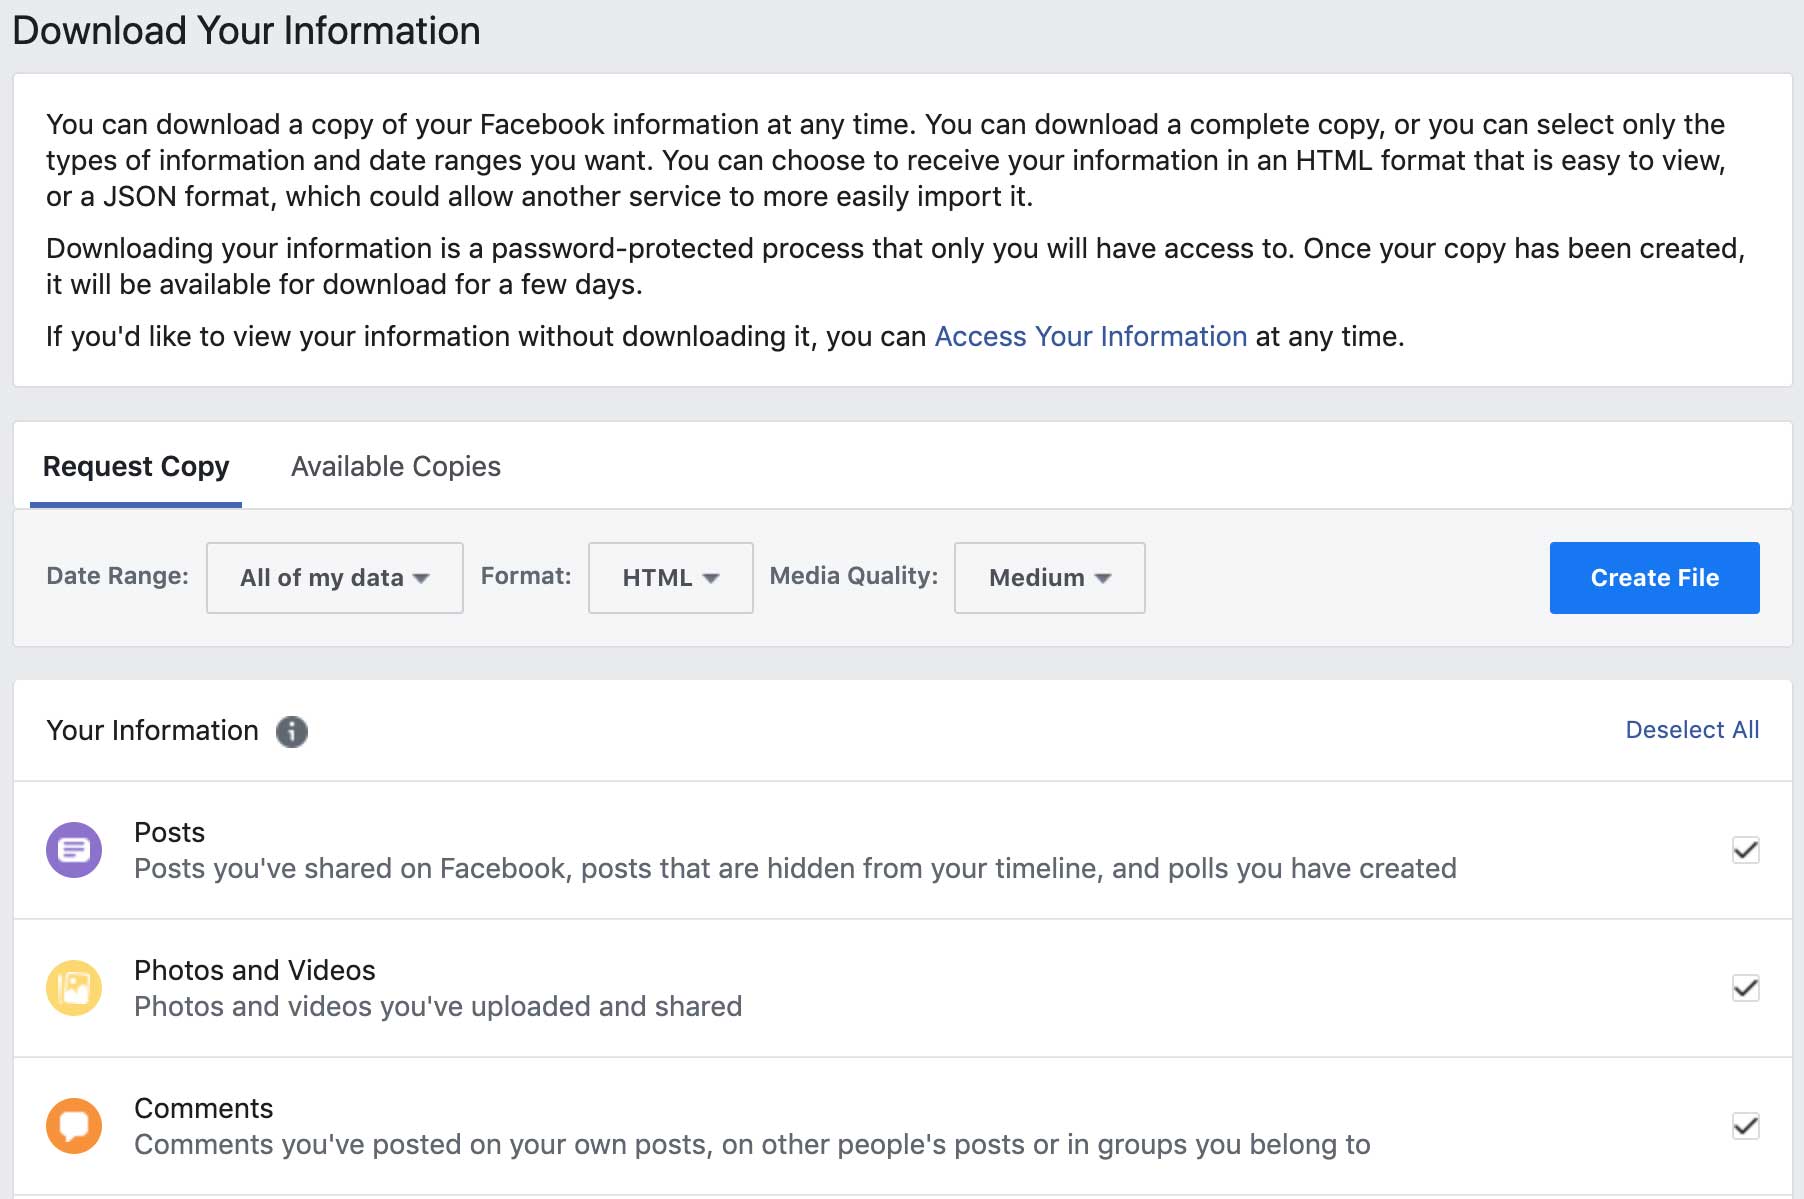 Download Your Information
You can download a copy of your Facebook information at any time. You can download a complete copy, or you can select only the
types of information and date ranges you want. You can choose to receive your information in an HTML format that is easy to view,
or a JSON format, which could allow another service to more easily import it.
Downloading your information is a password-protected process that only you will have access to. Once your copy has been created,
it will be available for download for a few days.
If you'd like to view your information without downloading it, you can Access Your Information at any time.
Request Copy Available Copies
Date Range: All of my data Format: HTML Media Quality: Medium Create File
Your Information Deselect All
Posts
Posts you've shared on Facebook, posts that are hidden from your timeline, and polls you have created
Photos and Videos
Photos and videos you've uploaded and shared
Comments
Comments you've posted on your own posts, on other people's posts or in groups you belong to